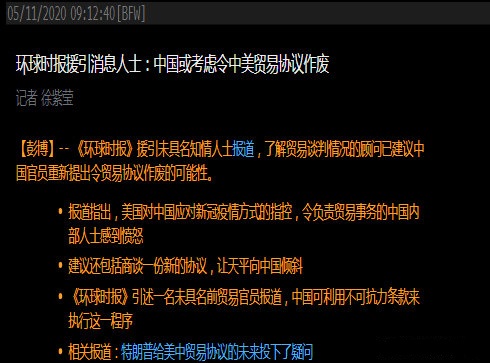 05/11/2020 09:12:40 [BFW]
环球时报援引消息人士：中国或考虑令中美贸易协议作废
记者 徐紫莹
【彭博】-- 《环球时报》援引未具名知情人士报道，了解贸易谈判情况的顾问已建议中
国官员重新提出令贸易协议作废的可能性。
• 报道指出，美国对中国应对新冠疫情方式的指控，令负责贸易事务的中国内
部人士感到愤怒
• 建议还包括商谈一份新的协议，让天平向中国倾斜
• 《环球时报》引述一名未具名前贸易官员报道，中国可利用不可抗力条款来
执行这一程序
• 相关报道：特朗普给美中贸易协议的未来投下了疑问